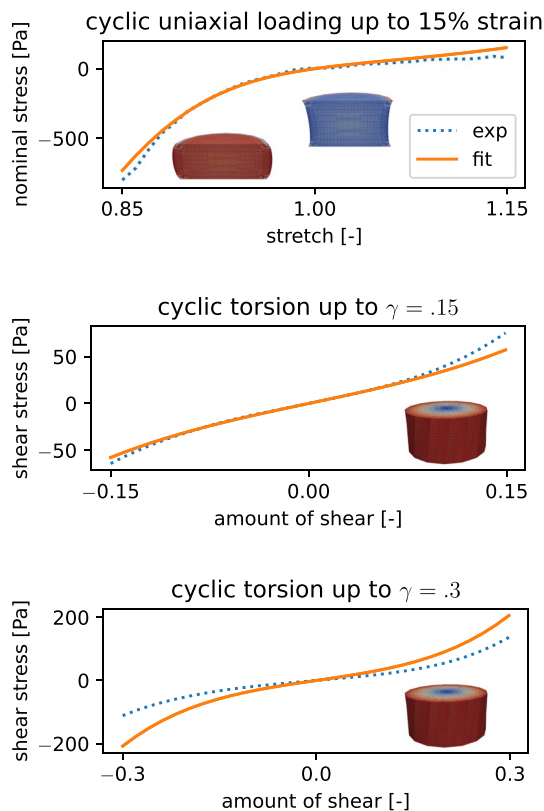 cyclic uniaxial loading up to 15% strain
nominal stress [Pa]
0
−500
exp
fit
0.85
1.00
1.15
stretch [-]
cyclic torsion up to γ = .15
shear stress [Pa]
50
0
−50
−0.15
0.00
0.15
amount of shear [-]
cyclic torsion up to γ = .3
shear stress [Pa]
200
0
−200
−0.3
0.0
0.3
amount of shear [-]